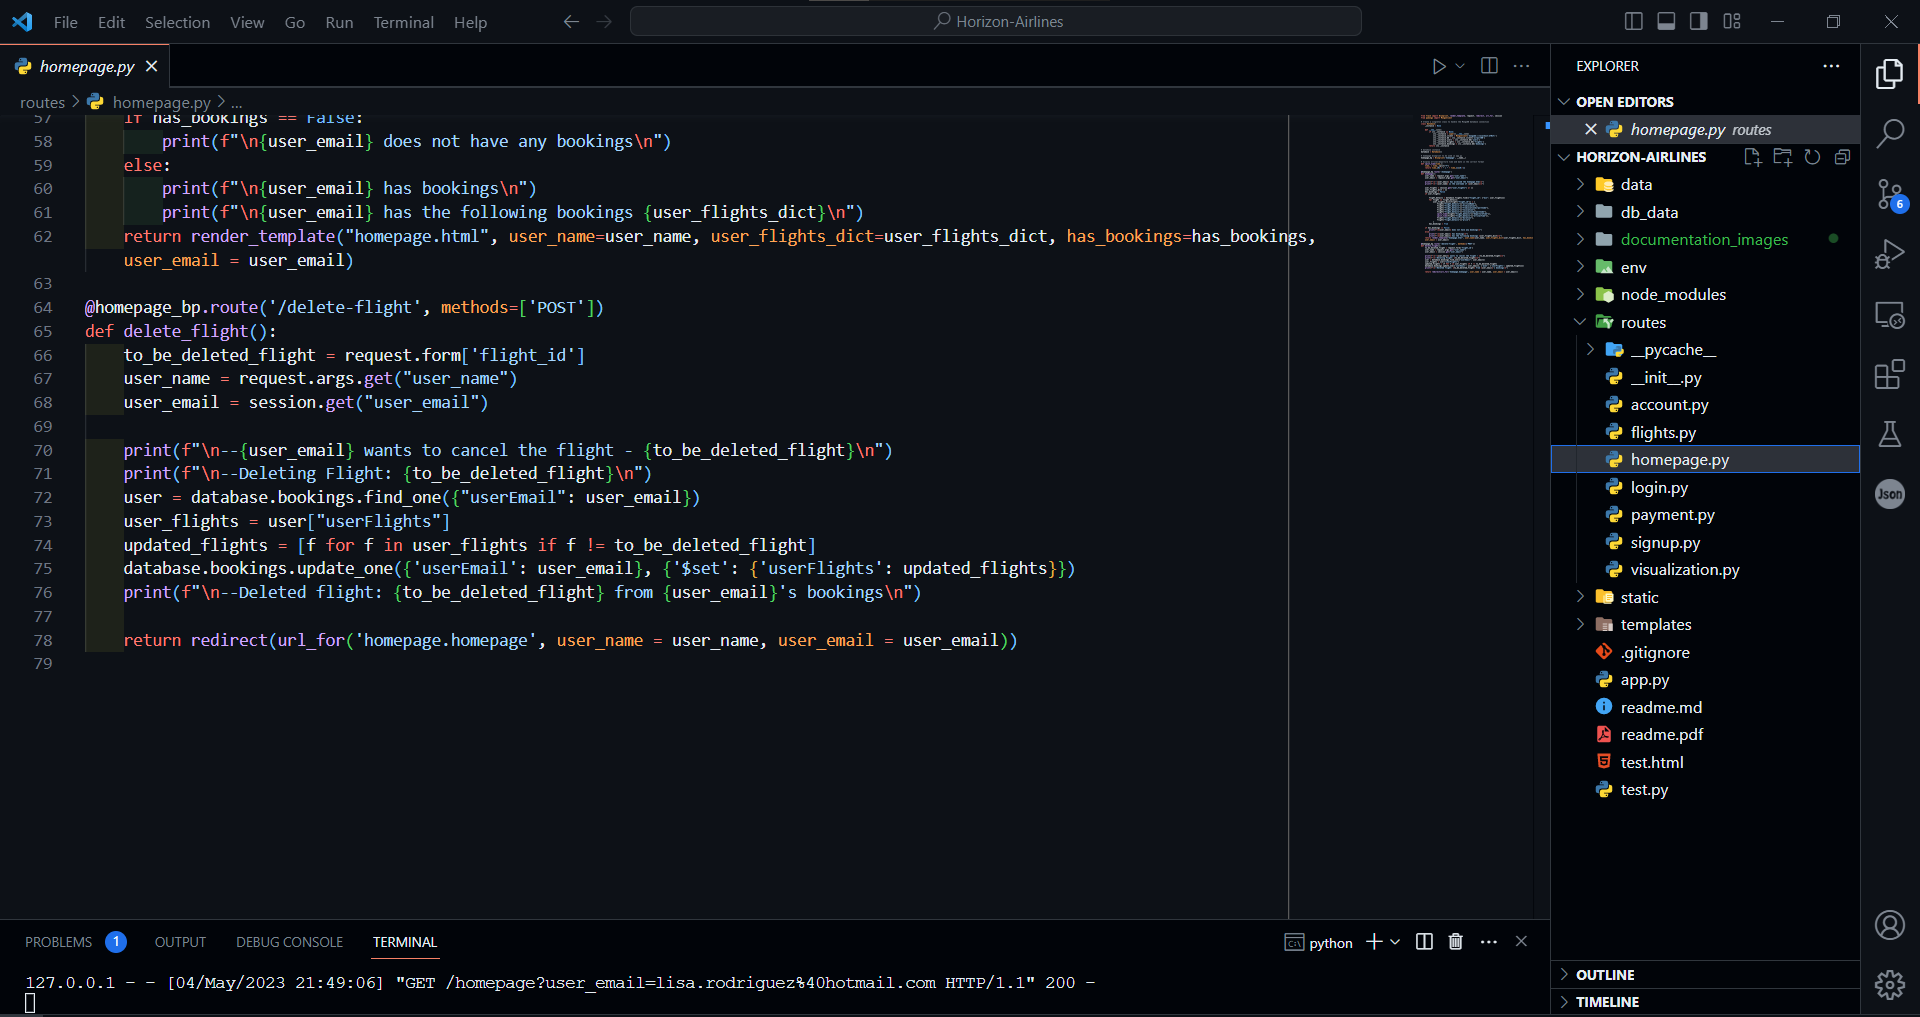 File Edit Selection View Go Run Terminal Help
Horizon-Airlines
homepage.py
routes > homepage.py > ...
57 if has_bookings == False:
58 print(f"\n{user_email} does not have any bookings\n")
59 else:
60 print(f"\n{user_email} has bookings\n")
61 print(f"\n{user_email} has the following bookings {user_flights_dict}\n")
62 return render_template("homepage.html", user_name=user_name, user_flights_dict=user_flights_dict, has_bookings=has_bookings,
user_email = user_email)
63
64 @homepage_bp.route('/delete-flight', methods=['POST'])
65 def delete_flight():
66 to_be_deleted_flight = request.form['flight_id']
67 user_name = request.args.get("user_name")
68 user_email = session.get("user_email")
69
70 print(f"\n--{user_email} wants to cancel the flight - {to_be_deleted_flight}\n")
71 print(f"\n--Deleting Flight: {to_be_deleted_flight}\n")
72 user = database.bookings.find_one({"userEmail": user_email})
73 user_flights = user["userFlights"]
74 updated_flights = [f for f in user_flights if f != to_be_deleted_flight]
75 database.bookings.update_one({'userEmail': user_email}, {'$set': {'userFlights': updated_flights}})
76 print(f"\n--Deleted flight: {to_be_deleted_flight} from {user_email}'s bookings\n")
77
78 return redirect(url_for('homepage.homepage', user_name = user_name, user_email = user_email))
79
PROBLEMS 1 OUTPUT DEBUG CONSOLE TERMINAL
python
127.0.0.1 - - [04/May/2023 21:49:06] "GET /homepage?user_email=lisa.rodriguez%40hotmail.com HTTP/1.1" 200 -
EXPLORER
OPEN EDITORS
homepage.py routes
HORIZON-AIRLINES
data
db_data
documentation_images
env
node_modules
routes
__pycache__
__init__.py
account.py
flights.py
homepage.py
login.py
payment.py
signup.py
visualization.py
static
templates
.gitignore
app.py
readme.md
readme.pdf
test.html
test.py
OUTLINE
TIMELINE
6
Json